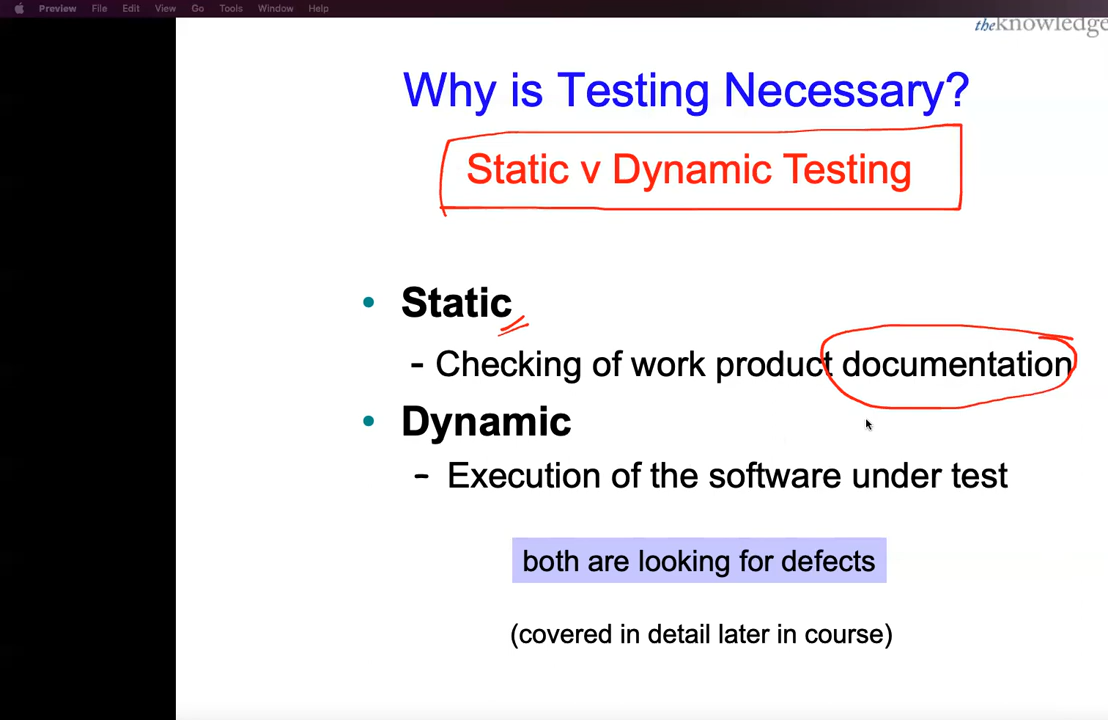 Preview File Edit View Go Tools Window Help
theknowledge
Why is Testing Necessary?
Static v Dynamic Testing
• Static
- Checking of work product documentation
• Dynamic
- Execution of the software under test
both are looking for defects
(covered in detail later in course)